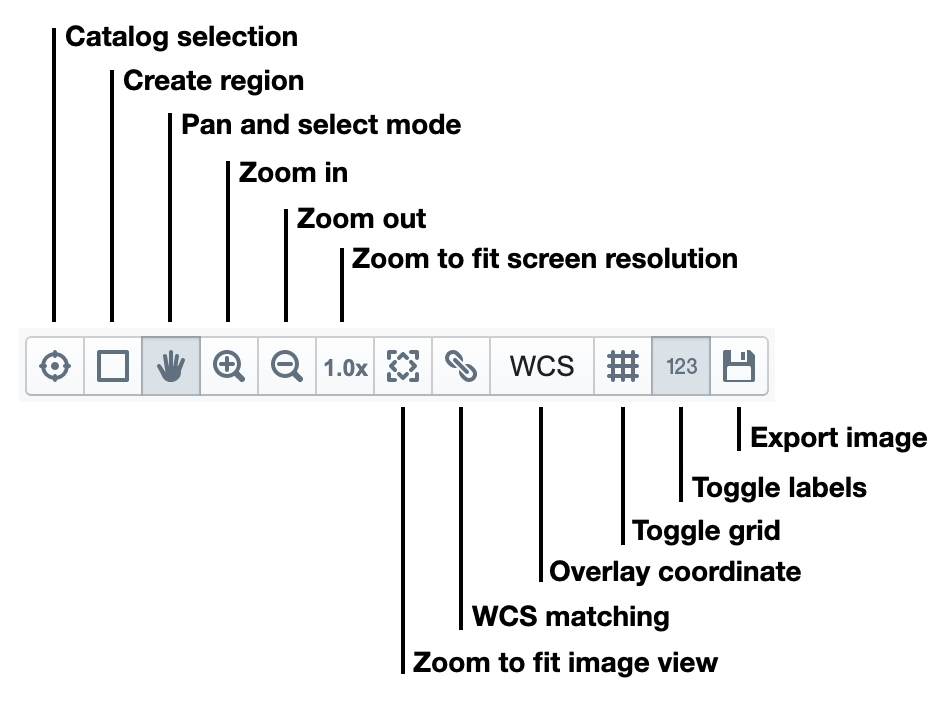 Catalog selection
Create region
Pan and select mode
Zoom in
Zoom out
Zoom to fit screen resolution
1.0x WCS 123
Export image
Toggle labels
Toggle grid
Overlay coordinate
WCS matching
Zoom to fit image view